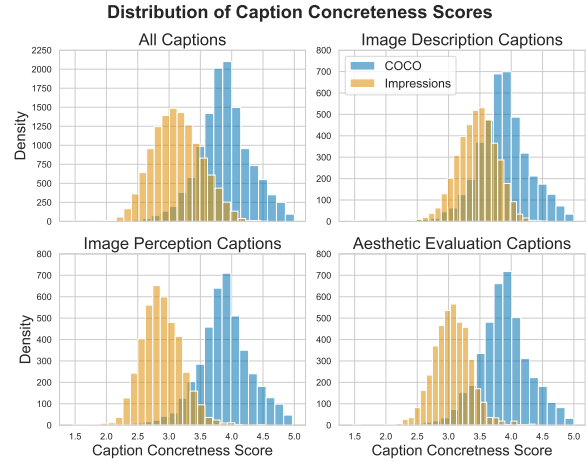 Distribution of Caption Concreteness Scores
All Captions
Image Description Captions
2250
2000
1750
1500
1250
1000
750
500
250
0
Density
800
700
600
500
400
300
200
100
0
COCO
Impressions
Image Perception Captions
Aesthetic Evaluation Captions
800
700
600
500
400
300
200
100
0
Density
1.5 2.0 2.5 3.0 3.5 4.0 4.5 5.0
Caption Concretness Score
800
700
600
500
400
300
200
100
0
1.5 2.0 2.5 3.0 3.5 4.0 4.5 5.0
Caption Concretness Score